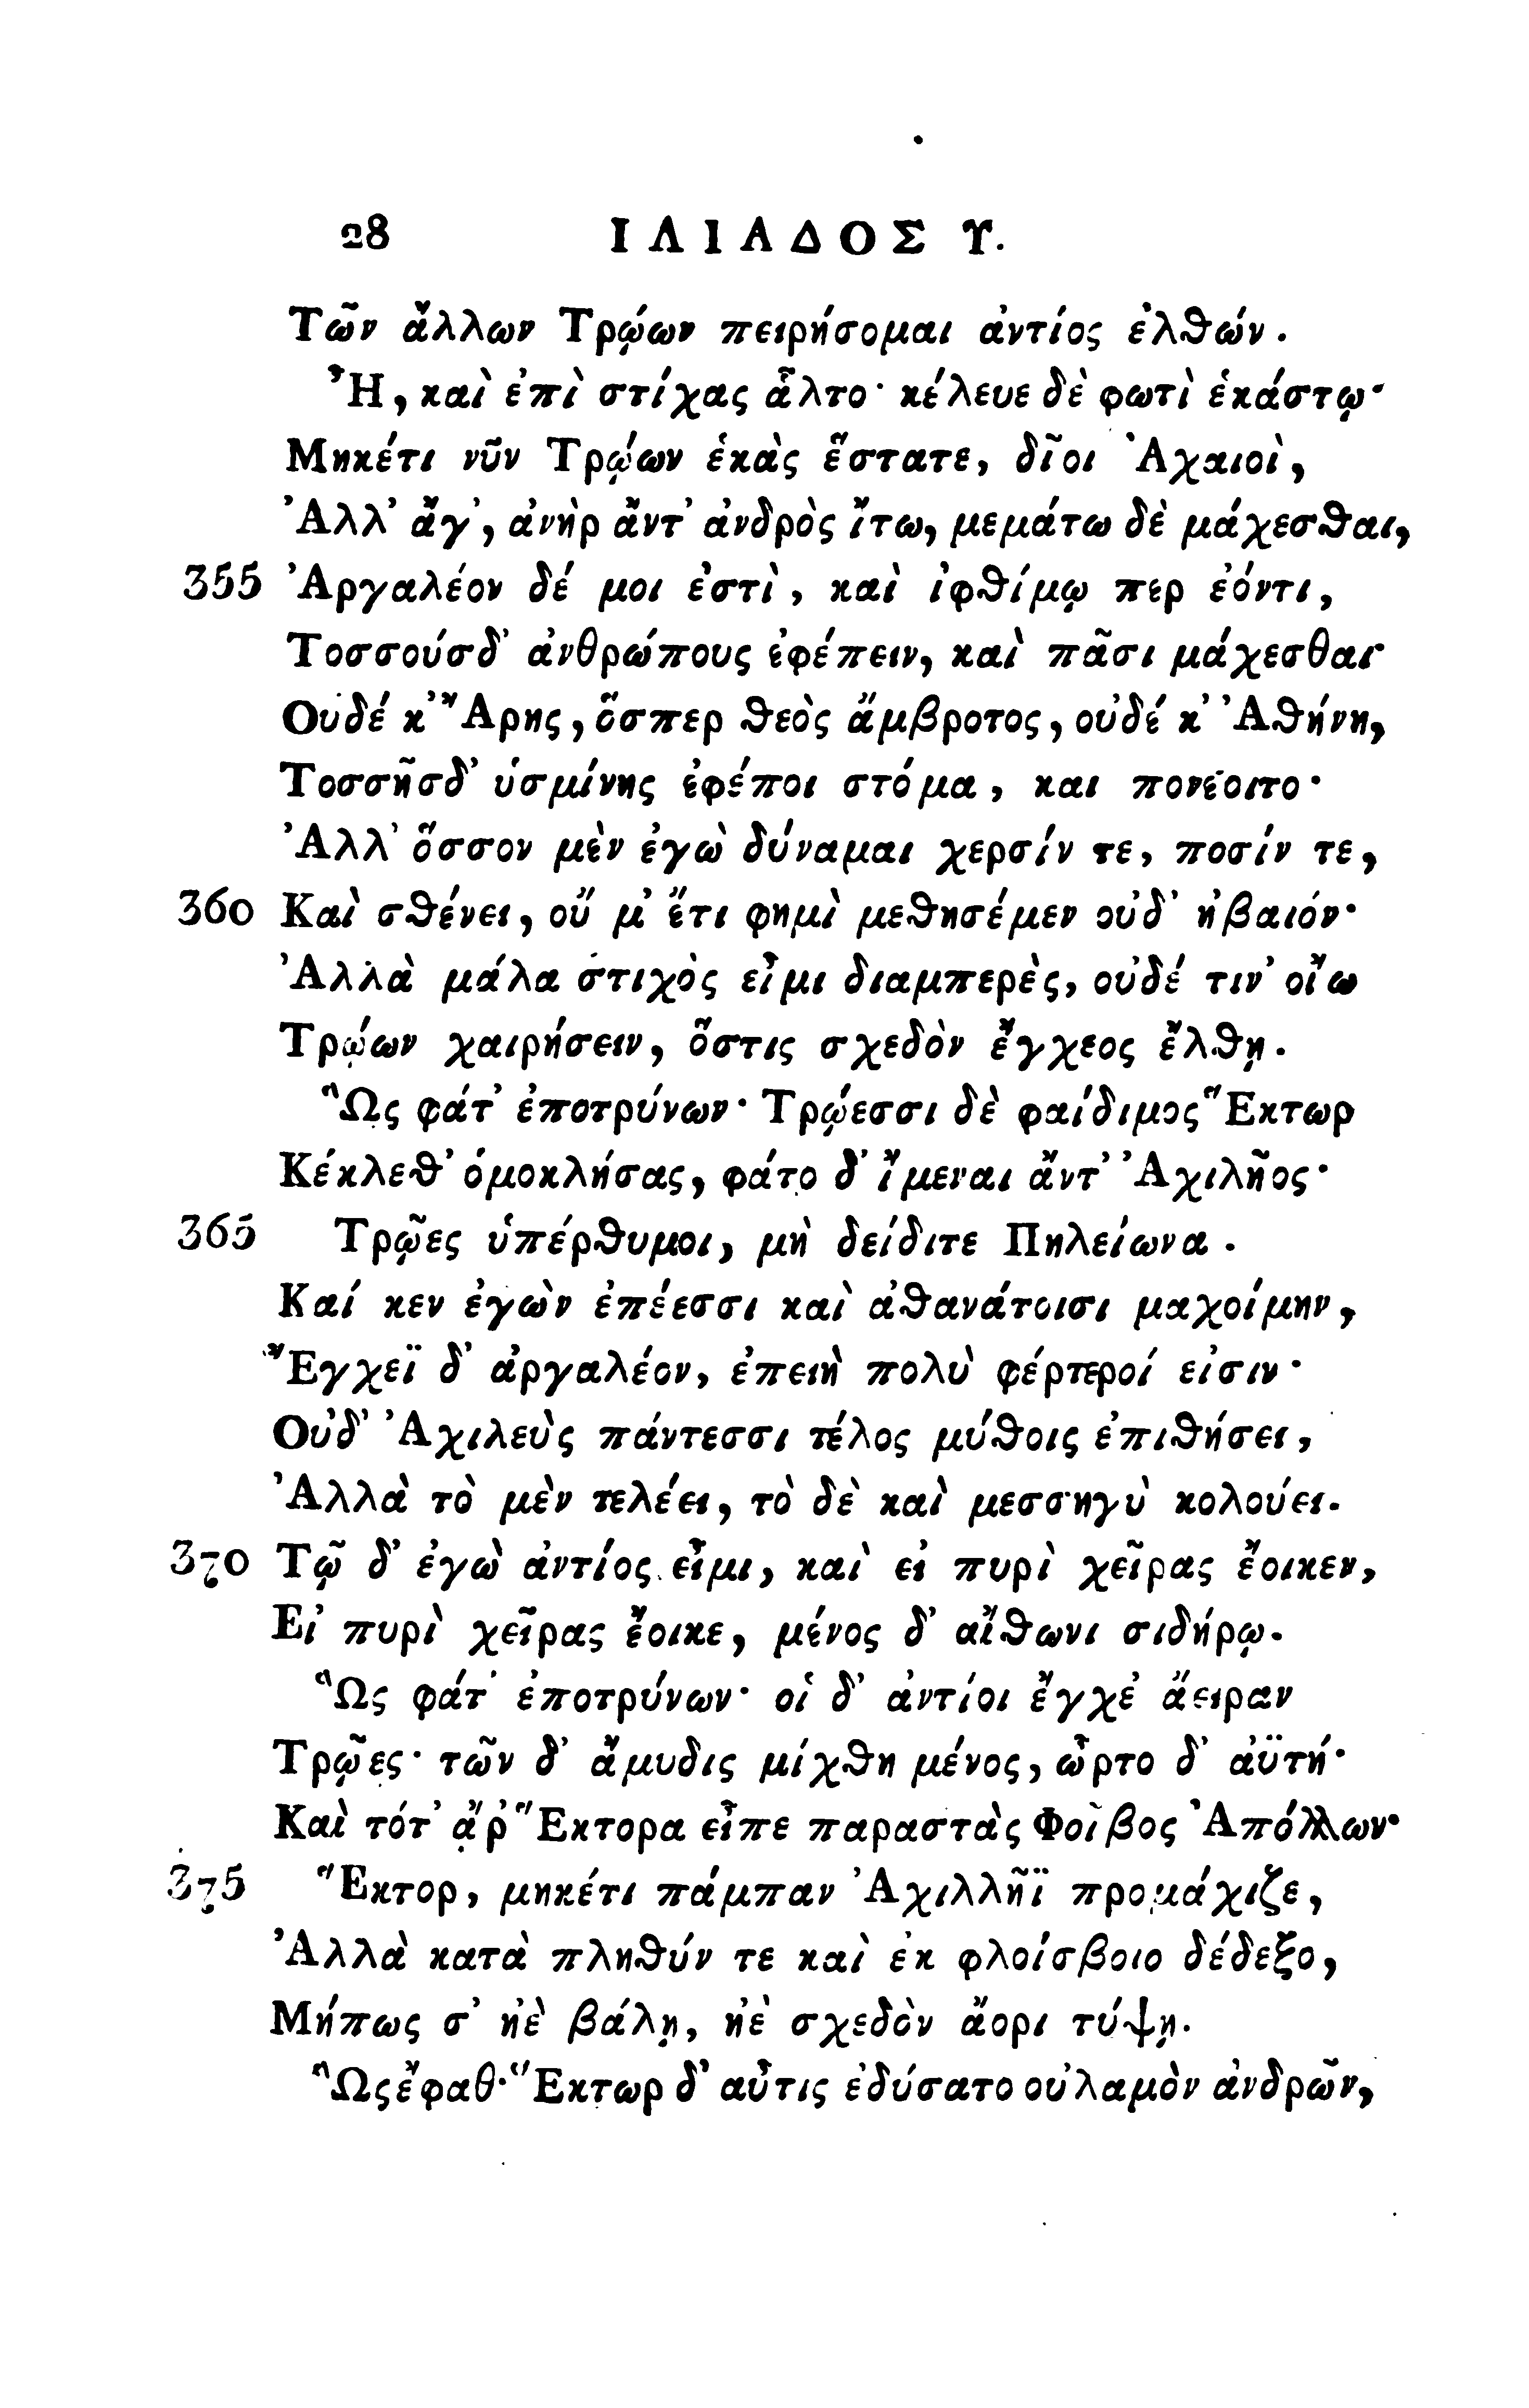 28 ΙΛΙΑΔΟΣ Υ.
Τῶν ἄλλων Τρώων πειρήσομαι ἀντίος ἐλθών.
Ἦ, καὶ ἐπὶ στίχας ἆλτο· κέλευε δὲ φωτὶ ἑκάστῳ·
Μηκέτι νῦν Τρώων ἑκὰς ἕστατε, δῖοι Ἀχαιοὶ,
Ἀλλ' ἄγ', ἀνὴρ ἄντ' ἀνδρὸς ἴτω, μεμάτω δὲ μάχεσθαι,
355 Ἀργαλέον δέ μοι ἐστὶ, καὶ ἰφθίμῳ περ ἐόντι,
Τοσσούσδ' ἀνθρώπους ἐφέπειν, καὶ πᾶσι μάχεσθαι·
Οὐδέ κ' Ἄρης, ὅσπερ θεὸς ἄμβροτος, οὐδέ κ' Ἀθήνη,
Τοσσῆσδ' ὑσμίνης ἐφέποι στόμα, και πονέοιτο·
Ἀλλ' ὅσσον μὲν ἐγὼ δύναμαι χερσίν τε, ποσίν τε,
360 Καὶ σθένει, οὔ μ' ἔτι φημὶ μεθησέμεν οὐδ' ἠβαιόν·
Ἀλλὰ μάλα στιχὸς εἶμι διαμπερὲς, οὐδέ τιν' οἴω
Τρώων χαιρήσειν, ὅστις σχεδὸν ἔγχεος ἔλθῃ.
Ὣς φάτ' ἐποτρύνων· Τρώεσσι δὲ φαίδιμος Ἕκτωρ
Κέκλεθ' ὁμοκλήσας, φάτο δ' ἴμεναι ἄντ' Ἀχιλῆος·
365 Τρῶες ὑπέρθυμοι, μὴ δείδιτε Πηλείωνα.
Καί κεν ἐγὼν ἐπέεσσι καὶ ἀθανάτοισι μαχοίμην,
Ἔγχεϊ δ' ἀργαλέον, ἐπειὴ πολὺ φέρτεροί εἰσιν·
Οὐδ' Ἀχιλεὺς πάντεσσι τέλος μύθοις ἐπιθήσει,
Ἀλλὰ τὸ μὲν τελέει, τὸ δὲ καὶ μεσσηγὺ κολούει.
370 Τῷ δ' ἐγὼ ἀντίος εἶμι, καὶ εἰ πυρὶ χεῖρας ἔοικεν,
Εἰ πυρὶ χεῖρας ἔοικε, μένος δ' αἴθωνι σιδήρῳ.
Ὣς φάτ' ἐποτρύνων· οἱ δ' ἀντίοι ἔγχε' ἄειραν
Τρῶες· τῶν δ' ἄμυδις μίχθη μένος, ὦρτο δ' ἀϋτή·
Καὶ τότ' ἄρ' Ἕκτορα εἶπε παραστὰς Φοῖβος Ἀπόλλων·
375 Ἕκτορ, μηκέτι πάμπαν Ἀχιλλῆϊ προμάχιζε,
Ἀλλὰ κατὰ πληθύν τε καὶ ἐκ φλοίσβοιο δέδεξο,
Μήπως σ' ἠὲ βάλῃ, ἠὲ σχεδὸν ἄορι τύψῃ.
Ὣς ἔφαθ'· Ἕκτωρ δ' αὖτις ἐδύσατο οὐλαμὸν ἀνδρῶν,